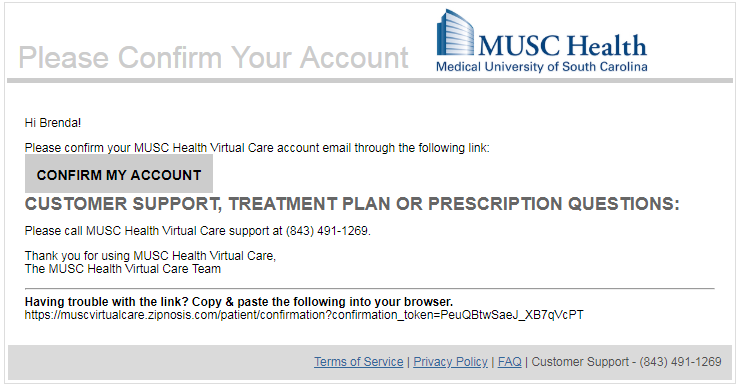 Please Confirm Your Account
MUSC Health
Medical University of South Carolina
Hi Brenda!
Please confirm your MUSC Health Virtual Care account email through the following link:
CONFIRM MY ACCOUNT
CUSTOMER SUPPORT, TREATMENT PLAN OR PRESCRIPTION QUESTIONS:
Please call MUSC Health Virtual Care support at (843) 491-1269.
Thank you for using MUSC Health Virtual Care,
The MUSC Health Virtual Care Team
Having trouble with the link? Copy & paste the following into your browser.
https://muscvirtualcare.zipnosis.com/patient/confirmation?confirmation_token=PeuQBtwSaeJ_XB7qVcPT
Terms of Service | Privacy Policy | FAQ | Customer Support - (843) 491-1269